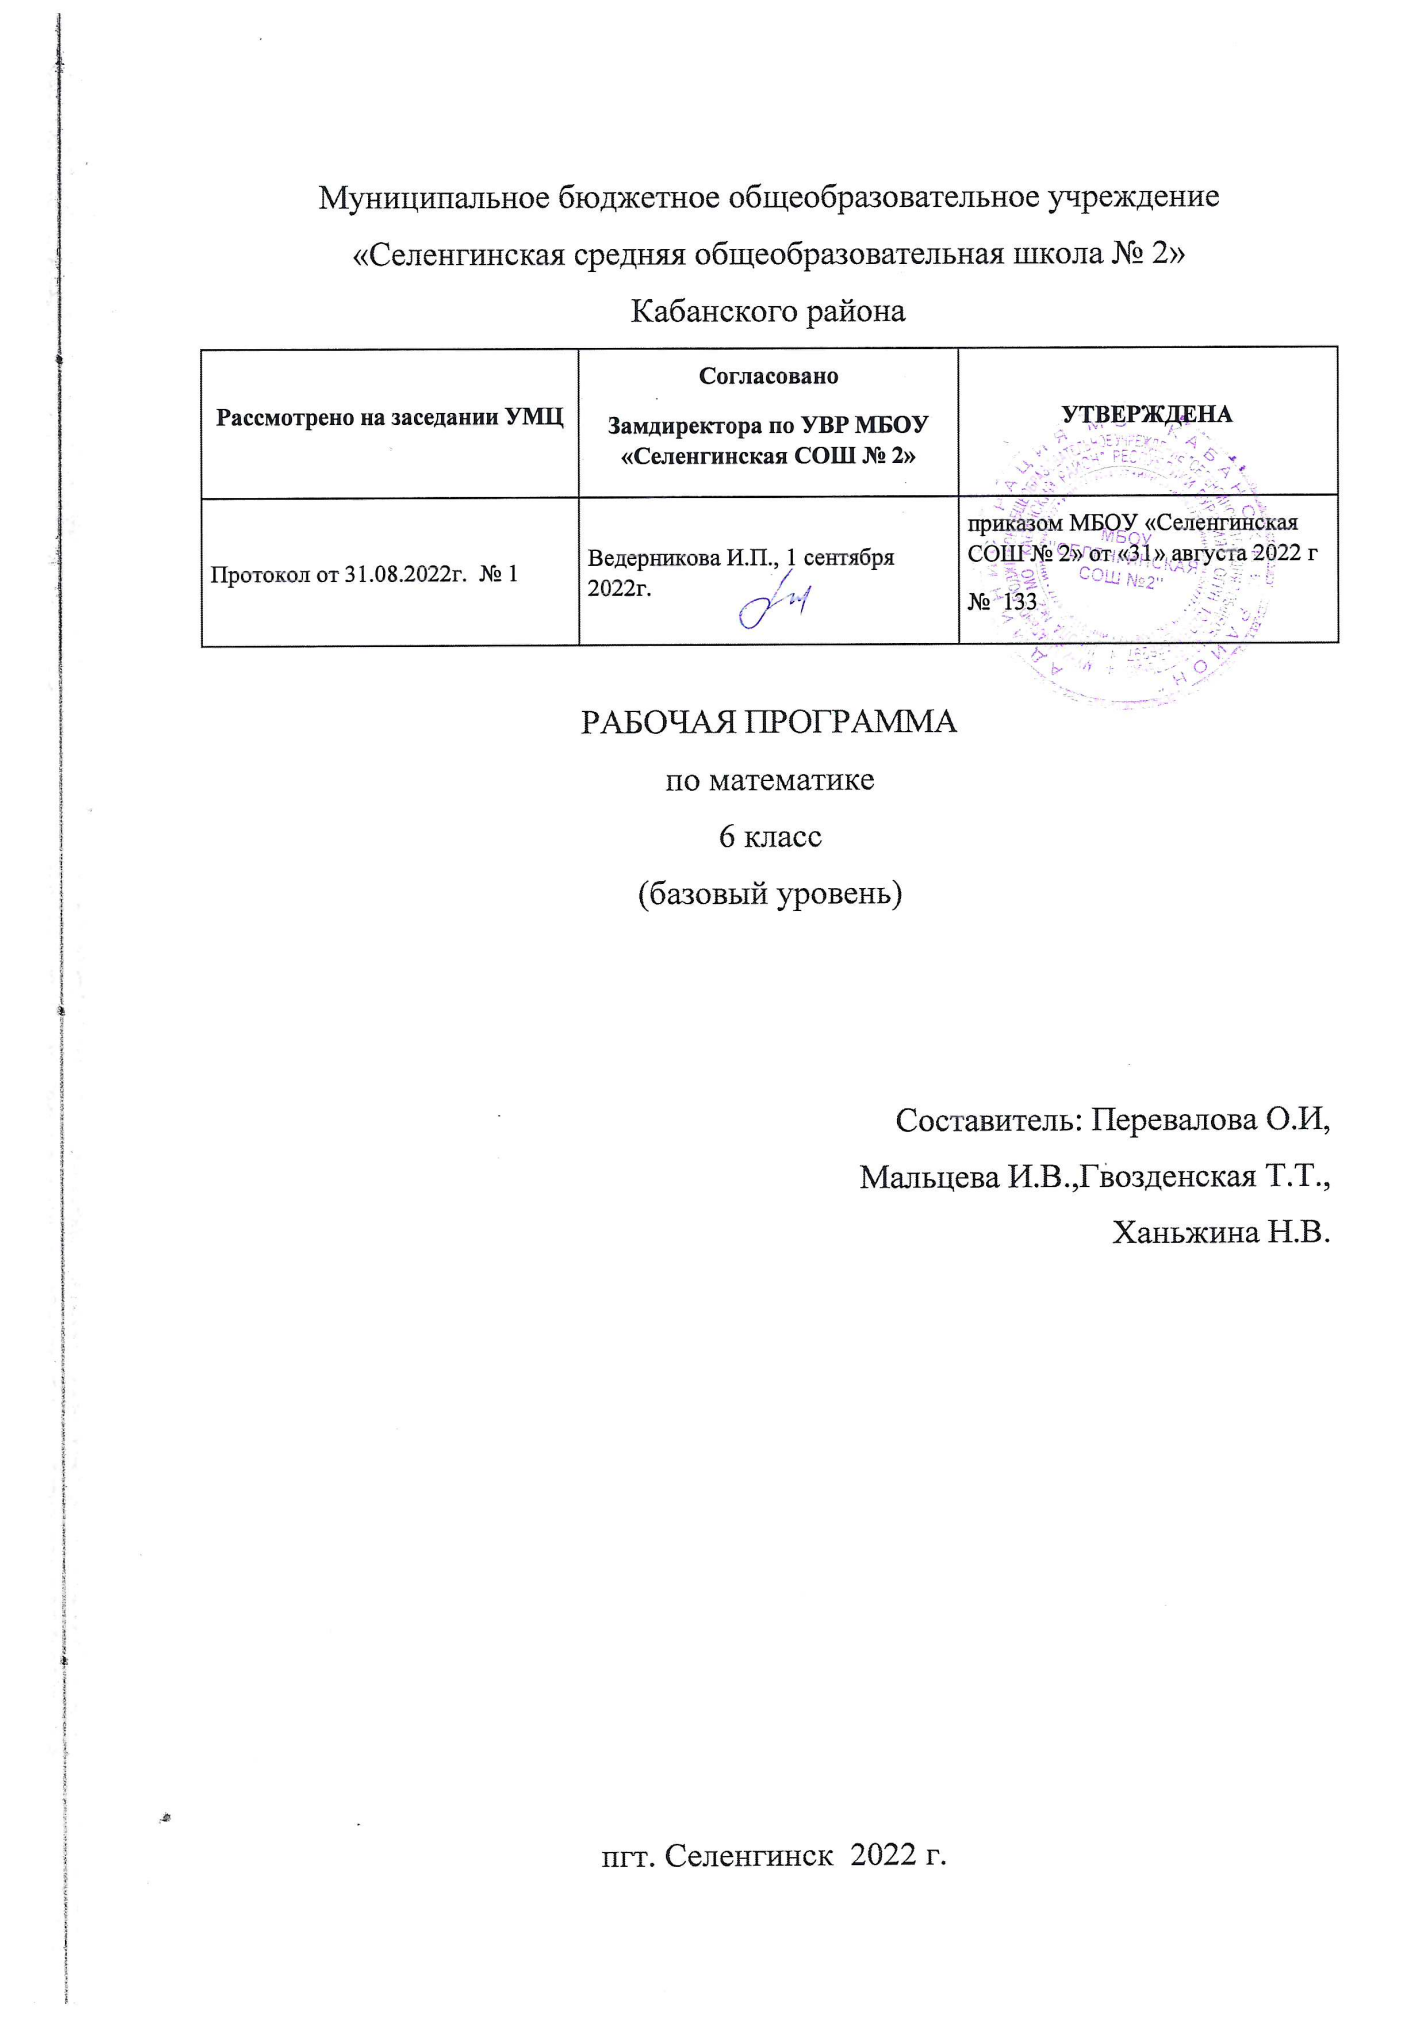 Муниципальное бюджетное общеобразовательное учреждение
«Селенгинская средняя общеобразовательная школа № 2»
Кабанского района
Рассмотрено на заседании УМЦ
Согласовано
Замдиректора по УВР МБОУ
«Селенгинская СОШ № 2»
УТВЕРЖДЕНА
Протокол от 31.08.2022г. № 1
Ведерникова И.П., 1 сентября
2022г.
приказом МБОУ «Селенгинская
СОШ № 2» от «31» августа 2022 г
№ 133
МБОУ
СОШ №2"
РАБОЧАЯ ПРОГРАММА
по математике
6 класс
(базовый уровень)
Составитель: Перевалова О.И,
Мальцева И.В.,Гвозденская Т.Т.,
Ханьжина Н.В.
пгт. Селенгинск 2022 г.